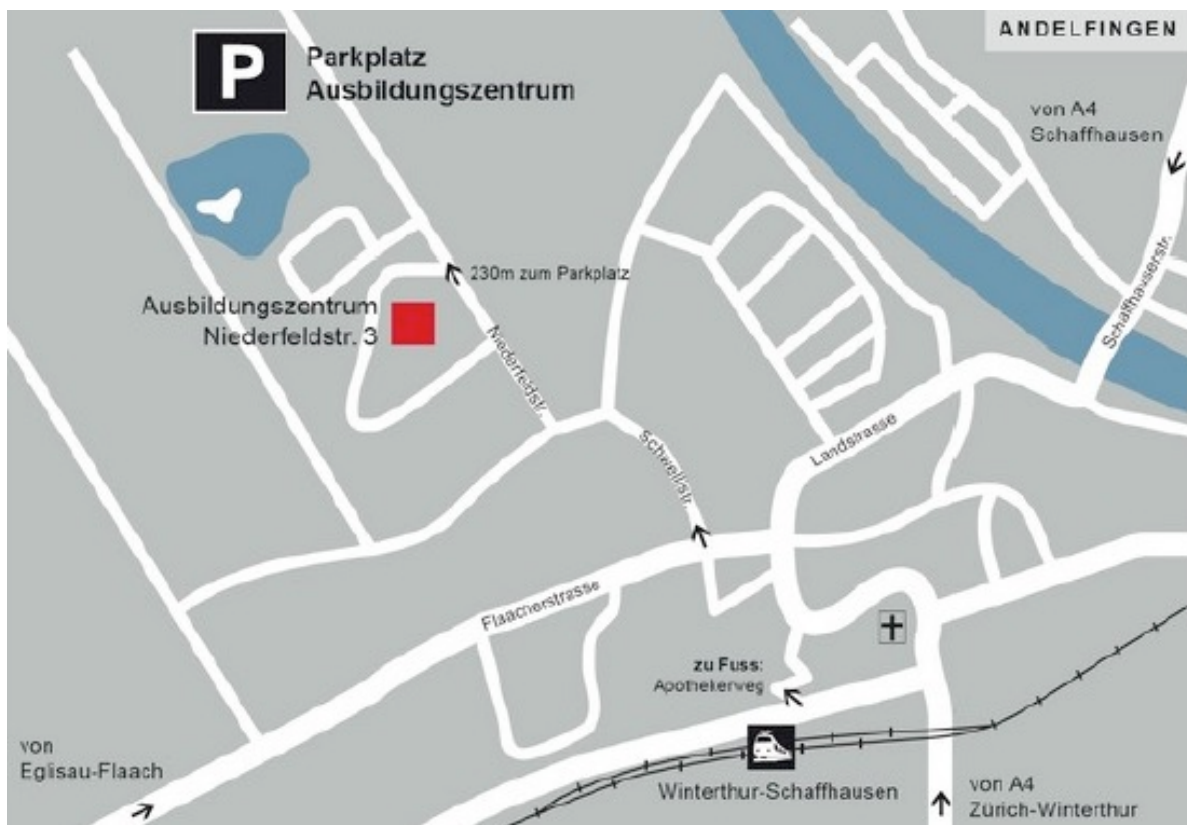 ANDELFINGEN
P
Parkplatz
Ausbildungszentrum
von A4
Schaffhausen
230m zum Parkplatz
Ausbildungszentrum
Niederfeldstr. 3
Niederfeldstr.
Schaffhauserstr.
Landstrasse
Schwellistr.
Flaacherstrasse
zu Fuss:
Apothekerweg
von
Eglisau-Flaach
Winterthur-Schaffhausen
von A4
Zürich-Winterthur